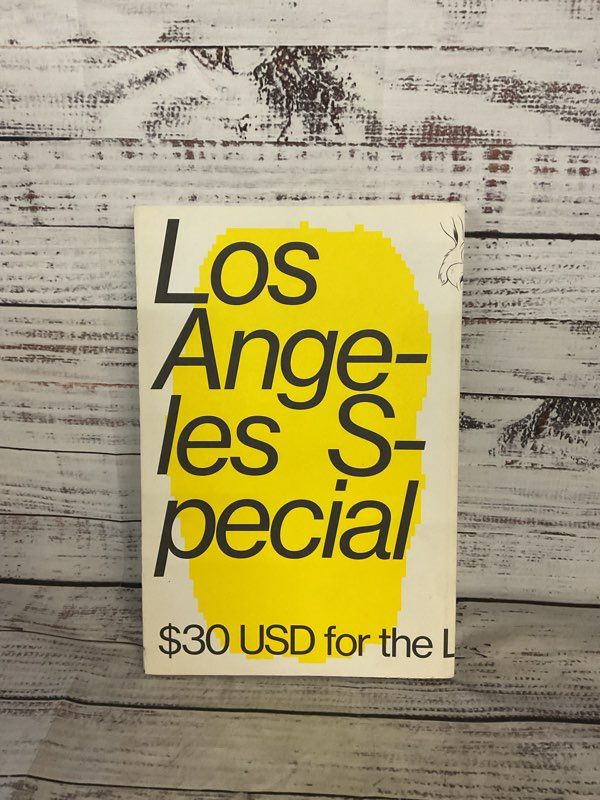 Los
Ange-
les S-
pecial
$30 USD for the L